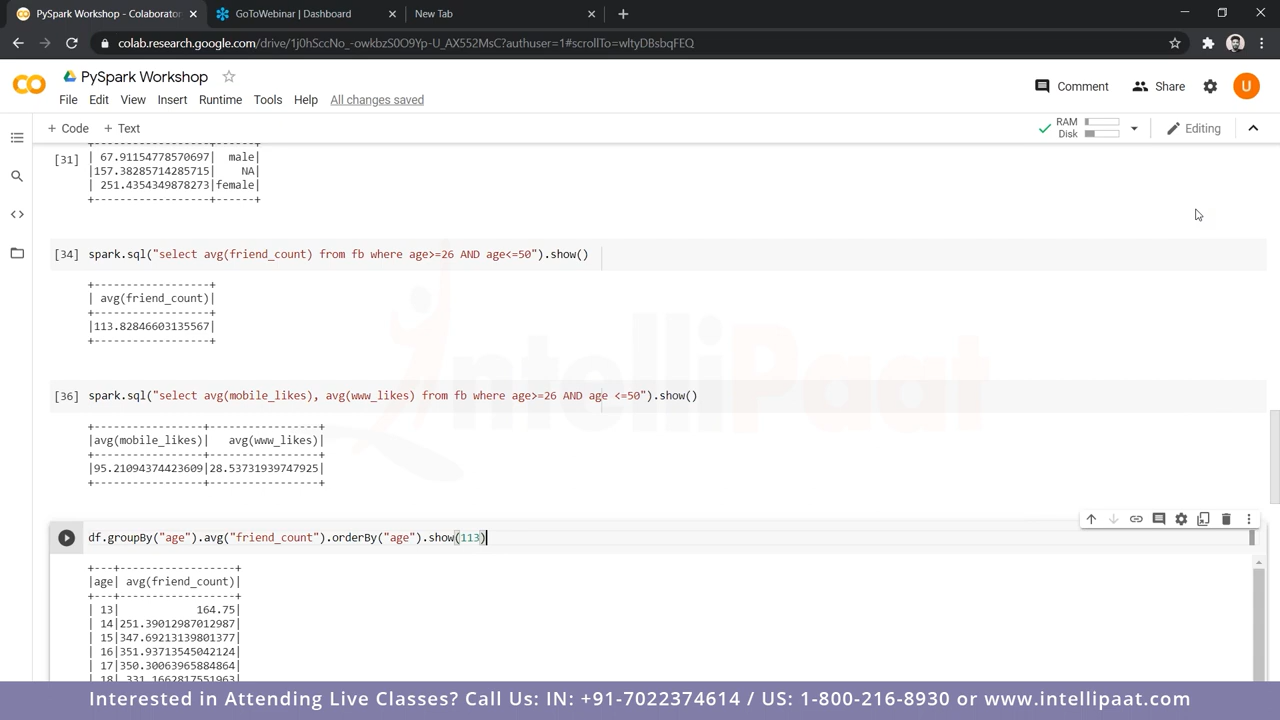 PySpark Workshop - Colaborator
GoToWebinar | Dashboard
New Tab
colab.research.google.com/drive/1j0hSccNo_-owkbzS0O9Yp-U_AX552MsC?authuser=1#scrollTo=wltyDBsbqFEQ
PySpark Workshop
Comment
Share
U
File Edit View Insert Runtime Tools Help All changes saved
+ Code + Text
RAM
Disk
Editing
[31]
| 67.91154778570697| male|
|157.38285714285715| NA|
| 251.4354349878273|female|
+------------------+------+
[34] spark.sql("select avg(friend_count) from fb where age>=26 AND age<=50").show()
+------------------+
| avg(friend_count)|
+------------------+
|113.82846603135567|
+------------------+
[36] spark.sql("select avg(mobile_likes), avg(www_likes) from fb where age>=26 AND age <=50").show()
+-----------------+-----------------+
|avg(mobile_likes)| avg(www_likes)|
+-----------------+-----------------+
|95.21094374423609|28.53731939747925|
+-----------------+-----------------+
df.groupBy("age").avg("friend_count").orderBy("age").show(113)
+---+------------------+
|age| avg(friend_count)|
+---+------------------+
| 13| 164.75|
| 14|251.39012987012987|
| 15|347.69213139801377|
| 16|351.93713545042124|
| 17|350.30063965884864|
| 18| 331.1662817551963|
IntelliPaat
Interested in Attending Live Classes? Call Us: IN: +91-7022374614 / US: 1-800-216-8930 or www.intellipaat.com